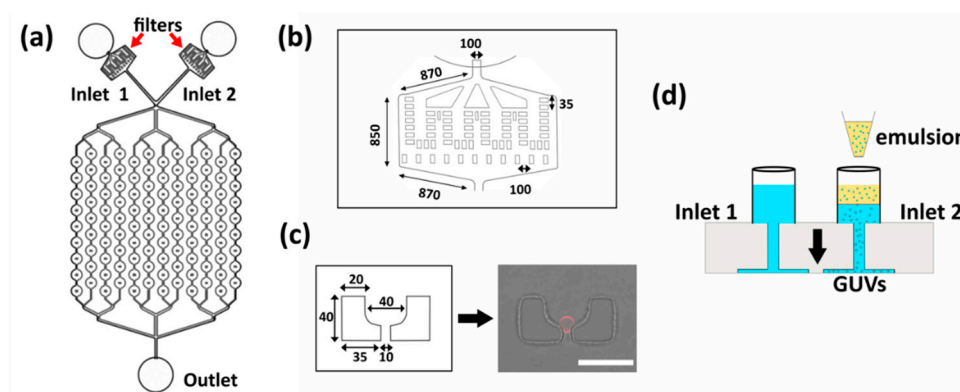 (a)
filters
Inlet 1
Inlet 2
Outlet
(b)
100
870
35
850
870
100
(c)
20
40
40
35
10
(d)
emulsion
Inlet 1
Inlet 2
GUVs